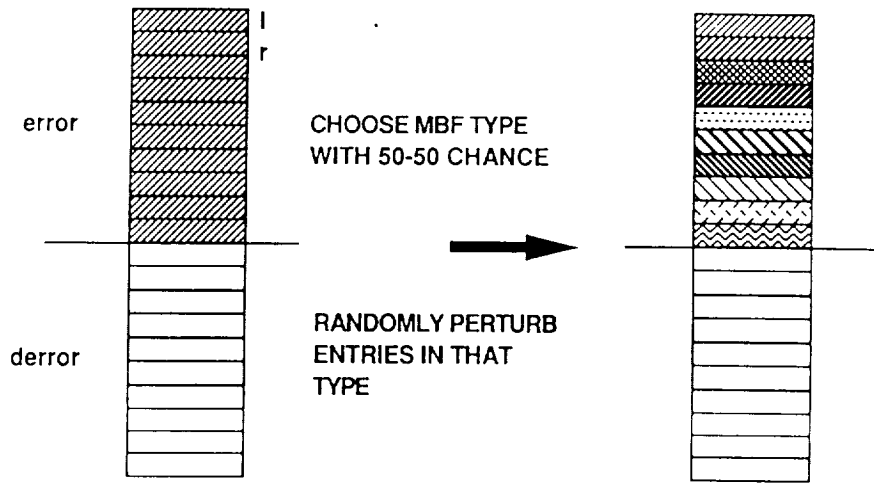 l
r
error
CHOOSE MBF TYPE
WITH 50-50 CHANCE
derror
RANDOMLY PERTURB
ENTRIES IN THAT
TYPE